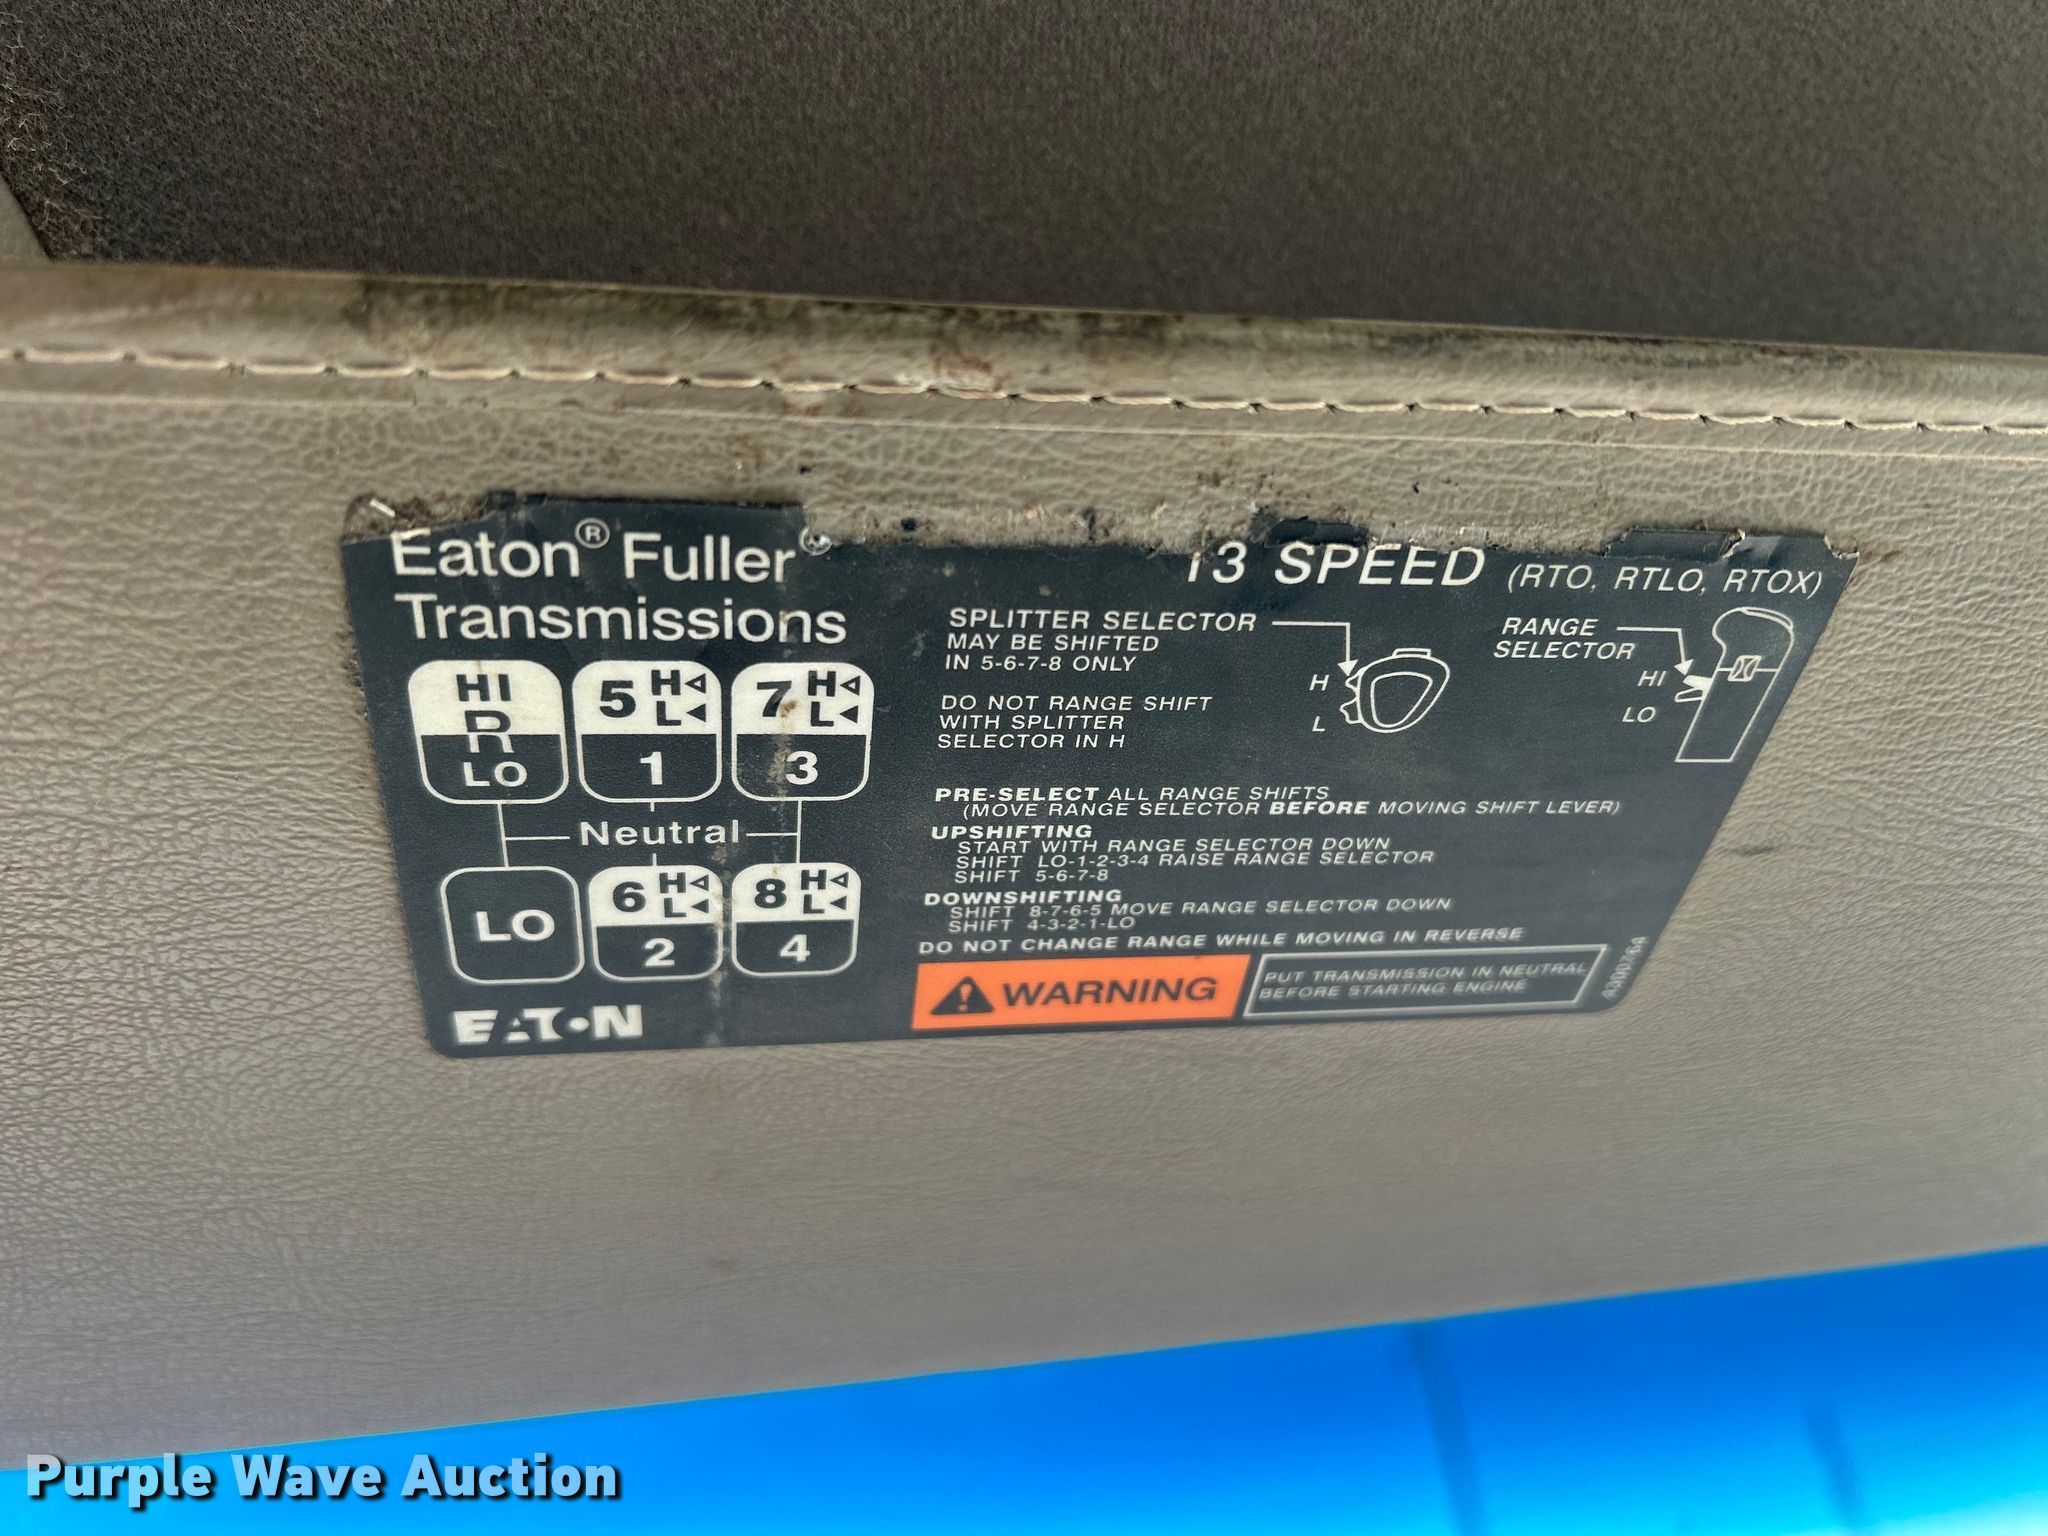 Eaton® Fuller®
Transmissions
13 SPEED (RTO, RTLO, RTOX)
HI
R
LO
5 H L
1
7 H L
3
Neutral
LO
6 H L
2
8 H L
4
EATON
SPLITTER SELECTOR
MAY BE SHIFTED
IN 5-6-7-8 ONLY
H
L
RANGE
SELECTOR
HI
LO
DO NOT RANGE SHIFT
WITH SPLITTER
SELECTOR IN H
PRE-SELECT ALL RANGE SHIFTS
(MOVE RANGE SELECTOR BEFORE MOVING SHIFT LEVER)
UPSHIFTING
START WITH RANGE SELECTOR DOWN
SHIFT LO-1-2-3-4 RAISE RANGE SELECTOR
SHIFT 5-6-7-8
DOWNSHIFTING
SHIFT 8-7-6-5 MOVE RANGE SELECTOR DOWN
SHIFT 4-3-2-1-LO
DO NOT CHANGE RANGE WHILE MOVING IN REVERSE
WARNING
PUT TRANSMISSION IN NEUTRAL
BEFORE STARTING ENGINE
Purple Wave Auction